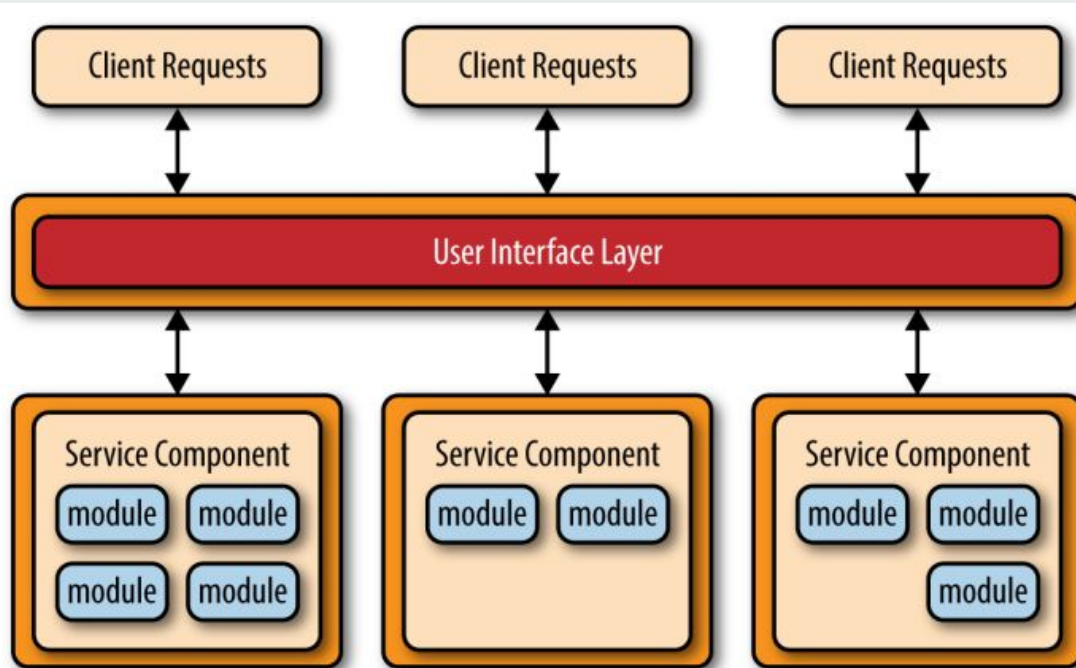 Client Requests
Client Requests
Client Requests
User Interface Layer
Service Component
module module
module module
Service Component
module module
Service Component
module module
module